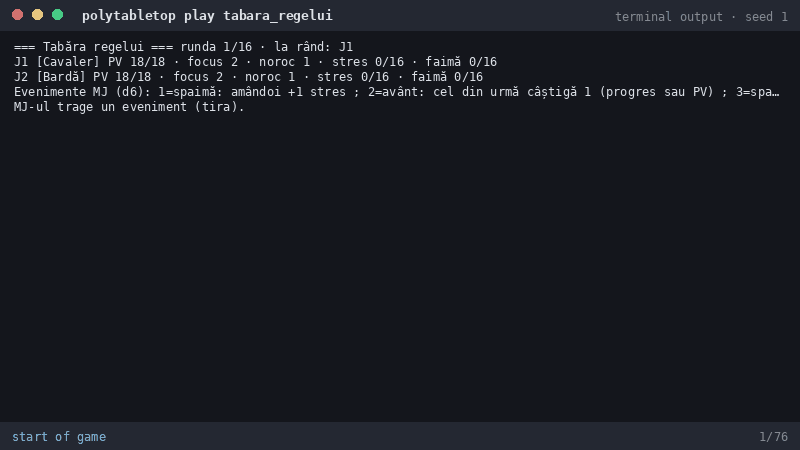 polytabletop play tabara_regelui
terminal output · seed 1
=== Tabăra regelui === runda 1/16 · la rând: J1
J1 [Cavaler] PV 18/18 · focus 2 · noroc 1 · stres 0/16 · faimă 0/16
J2 [Bardă] PV 18/18 · focus 2 · noroc 1 · stres 0/16 · faimă 0/16
Evenimente MJ (d6): 1=spaimă: amândoi +1 stres ; 2=avânt: cel din urmă câștigă 1 (progres sau PV) ; 3=spa…
MJ-ul trage un eveniment (tira).
start of game
1/76